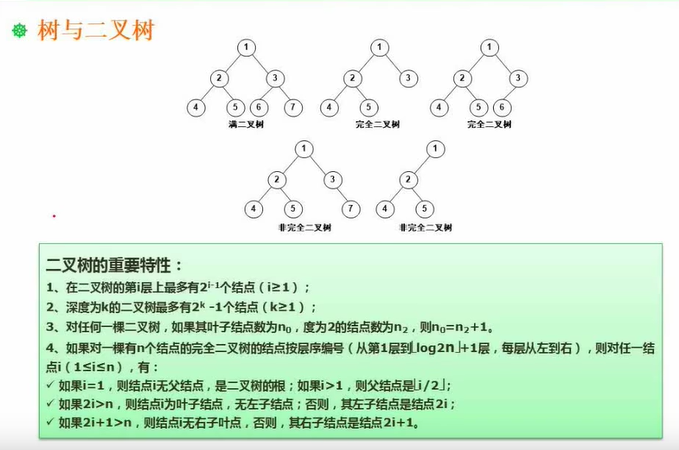 树与二叉树
1
1
1
2
3
2
3
2
3
4
5
6
7
4
5
4
5
6
满二叉树
完全二叉树
完全二叉树
1
1
2
3
2
4
5
7
4
5
非完全二叉树
非完全二叉树
二叉树的重要特性：
1、在二叉树的第i层上最多有2ⁱ⁻¹个结点（i≥1）；
2、深度为k的二叉树最多有2ᵏ -1个结点（k≥1）；
3、对任何一棵二叉树，如果其叶子结点数为n₀，度为2的结点数为n₂，则n₀=n₂+1。
4、如果对一棵有n个结点的完全二叉树的结点按层序编号（从第1层到⌊log2n⌋+1层，每层从左到右），则对任一结
点i（1≤i≤n），有：
✓ 如果i=1，则结点i无父结点，是二叉树的根；如果i>1，则父结点是⌊i/2⌋；
✓ 如果2i>n，则结点i为叶子结点，无左子结点；否则，其左子结点是结点2i；
✓ 如果2i+1>n，则结点i无右子叶点，否则，其右子结点是结点2i+1。